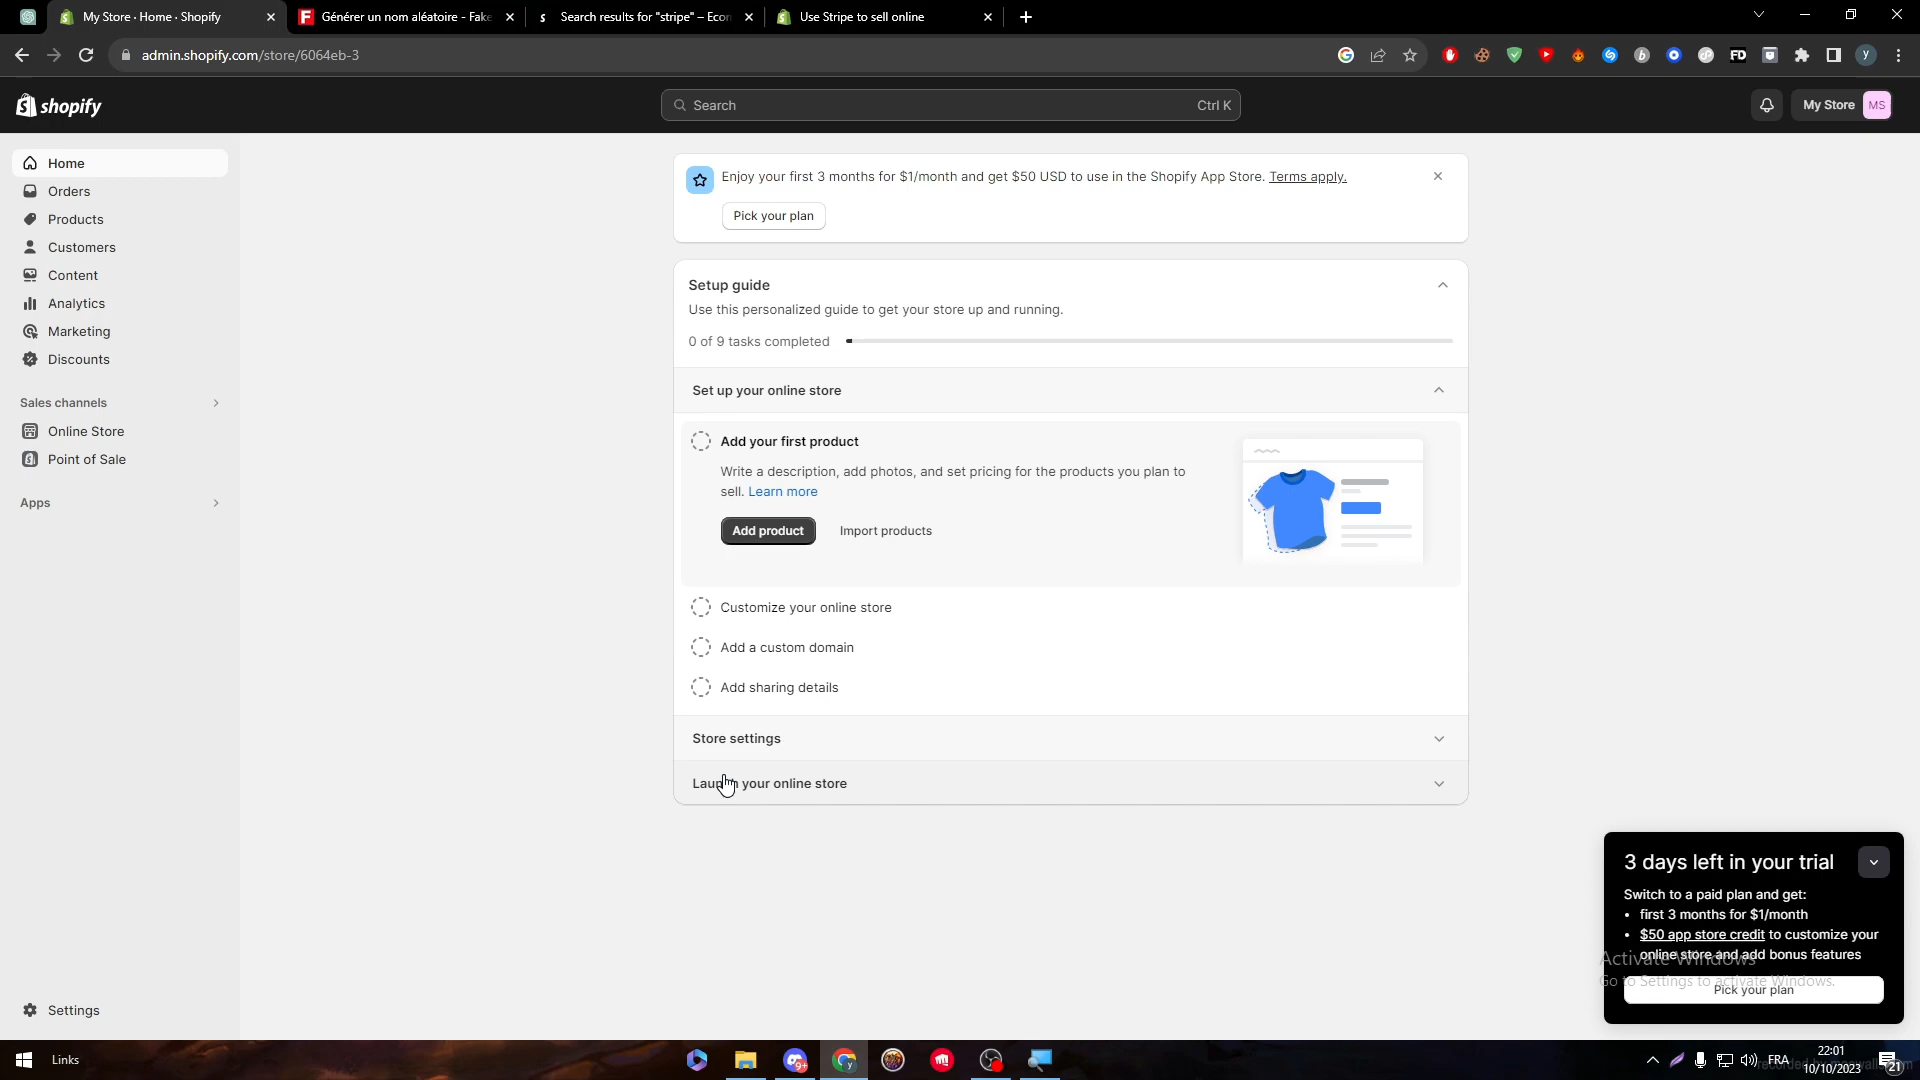 My Store · Home · Shopify
Générer un nom aléatoire - Fake
Search results for "stripe" – Econ
Use Stripe to sell online
admin.shopify.com/store/6064eb-3
shopify
Search
Ctrl K
My Store
MS
Home
Orders
Products
Customers
Content
Analytics
Marketing
Discounts
Sales channels
Online Store
Point of Sale
Apps
Settings
Enjoy your first 3 months for $1/month and get $50 USD to use in the Shopify App Store. Terms apply.
Pick your plan
Setup guide
Use this personalized guide to get your store up and running.
0 of 9 tasks completed
Set up your online store
Add your first product
Write a description, add photos, and set pricing for the products you plan to
sell. Learn more
Add product
Import products
Customize your online store
Add a custom domain
Add sharing details
Store settings
Launch your online store
3 days left in your trial
Switch to a paid plan and get:
• first 3 months for $1/month
• $50 app store credit to customize your
online store and add bonus features
Pick your plan
Activate Windows
Go to Settings to activate Windows.
Links
9+
FRA
22:01
10/10/2023
21